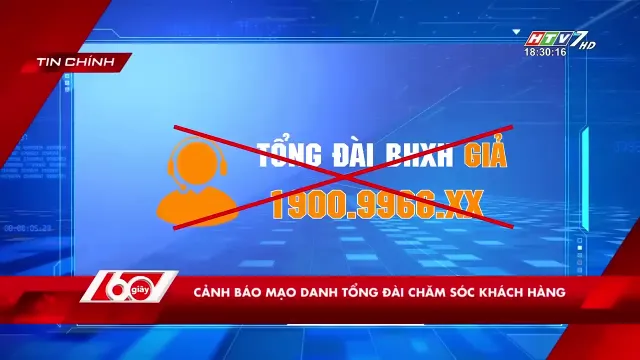 HTV7 HD
18:30:16
TIN CHÍNH
TỔNG ĐÀI BHXH GIẢ
1900.9966.XX
60 giây
CẢNH BÁO MẠO DANH TỔNG ĐÀI CHĂM SÓC KHÁCH HÀNG